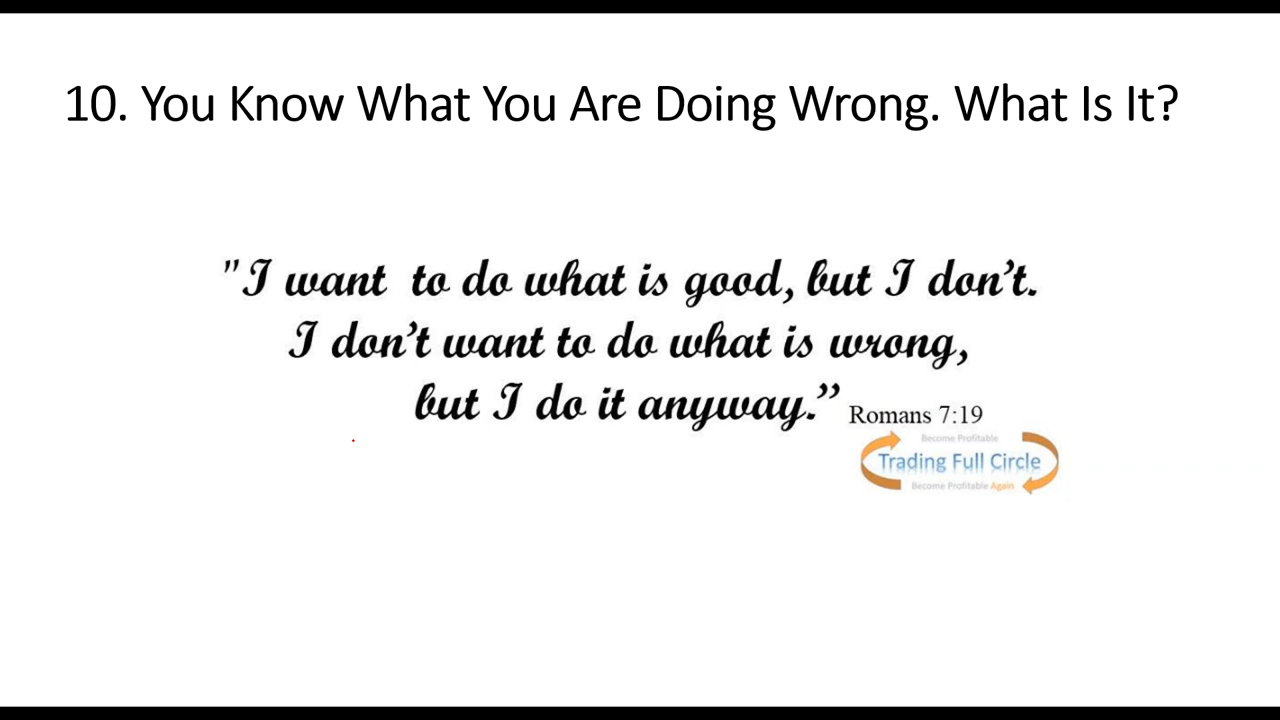 10. You Know What You Are Doing Wrong. What Is It?
"I want to do what is good, but I don't.
I don't want to do what is wrong,
but I do it anyway.” Romans 7:19
Become Profitable
Trading Full Circle
Become Profitable Again